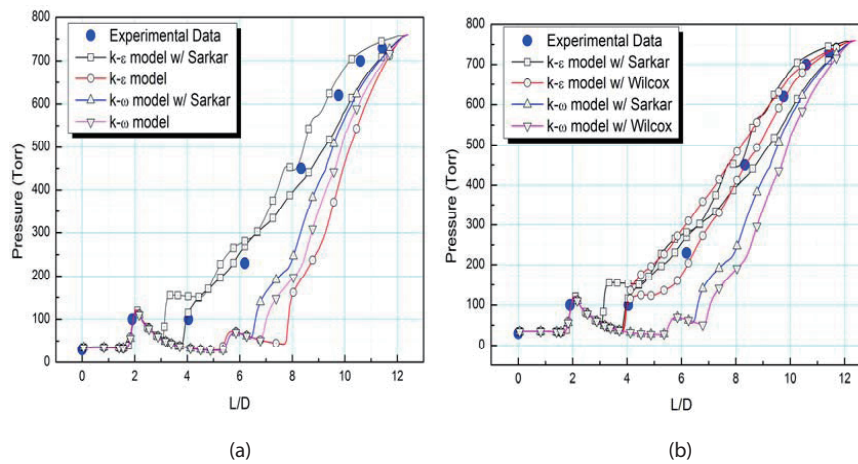 800
700
600
500
400
300
200
100
0
Pressure (Torr)
Experimental Data
k-ε model w/ Sarkar
k-ε model
k-ω model w/ Sarkar
k-ω model
0 2 4 6 8 10 12
L/D
(a)
800
700
600
500
400
300
200
100
0
Pressure (Torr)
Experimental Data
k-ε model w/ Sarkar
k-ε model w/ Wilcox
k-ω model w/ Sarkar
k-ω model w/ Wilcox
0 2 4 6 8 10 12
L/D
(b)